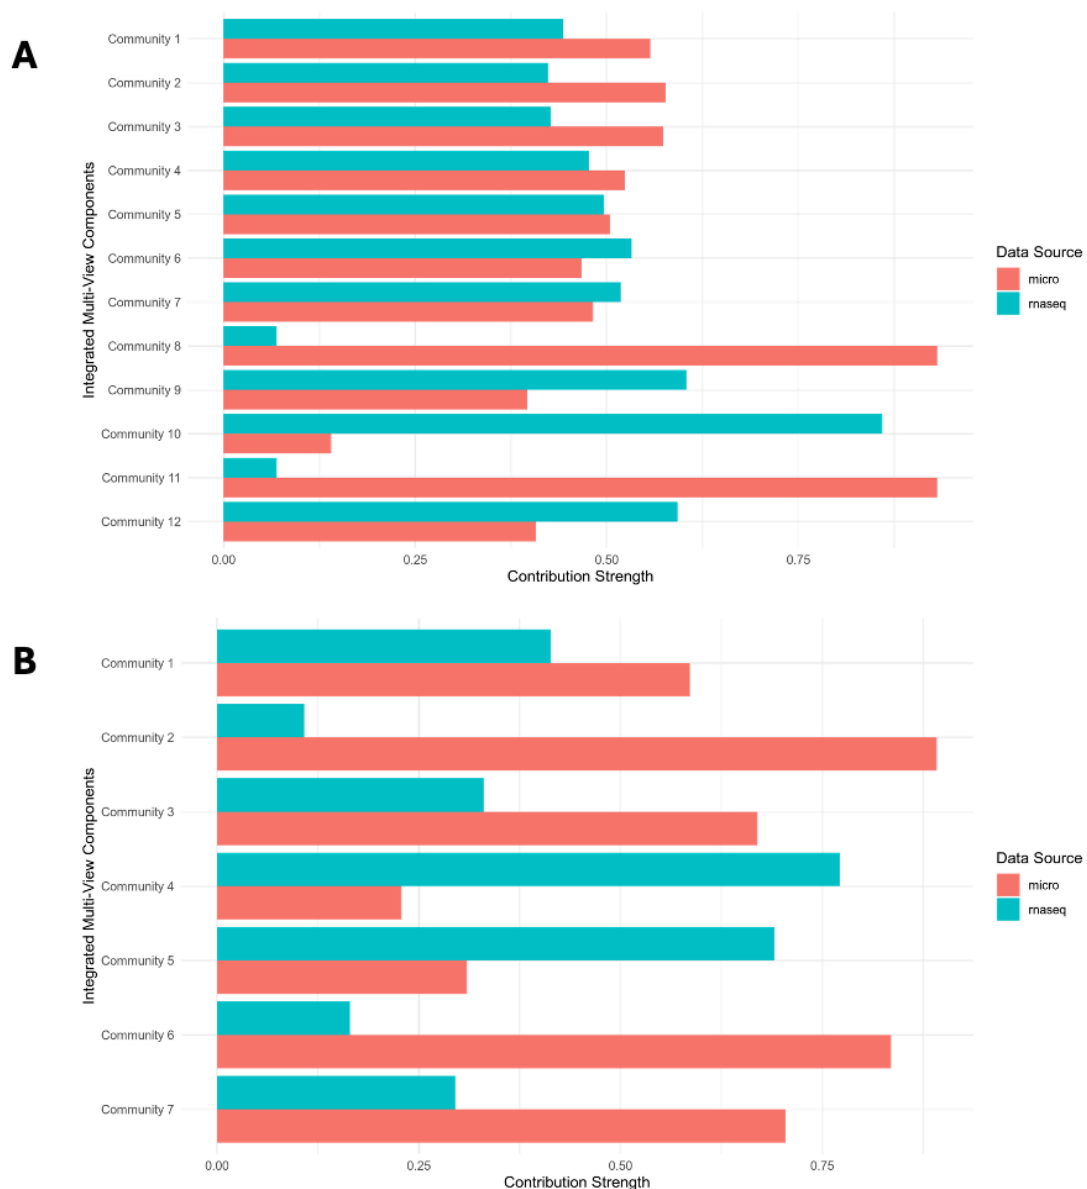 A
Integrated Multi-View Components
Community 1
Community 2
Community 3
Community 4
Community 5
Community 6
Community 7
Community 8
Community 9
Community 10
Community 11
Community 12
0.00 0.25 0.50 0.75
Contribution Strength
Data Source
micro
rnaseq
B
Integrated Multi-View Components
Community 1
Community 2
Community 3
Community 4
Community 5
Community 6
Community 7
0.00 0.25 0.50 0.75
Contribution Strength
Data Source
micro
rnaseq